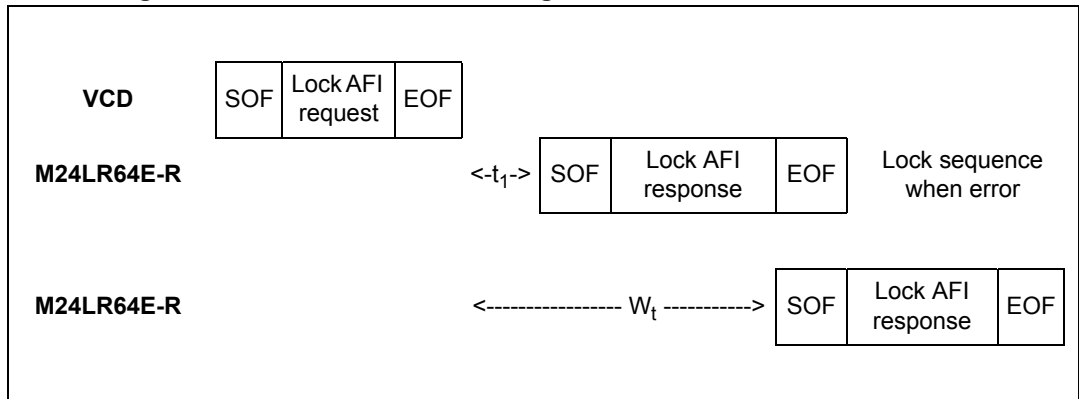 VCD SOF Lock AFI request EOF
M24LR64E-R <-t1-> SOF Lock AFI response EOF Lock sequence when error
M24LR64E-R <----------------- Wt -----------> SOF Lock AFI response EOF